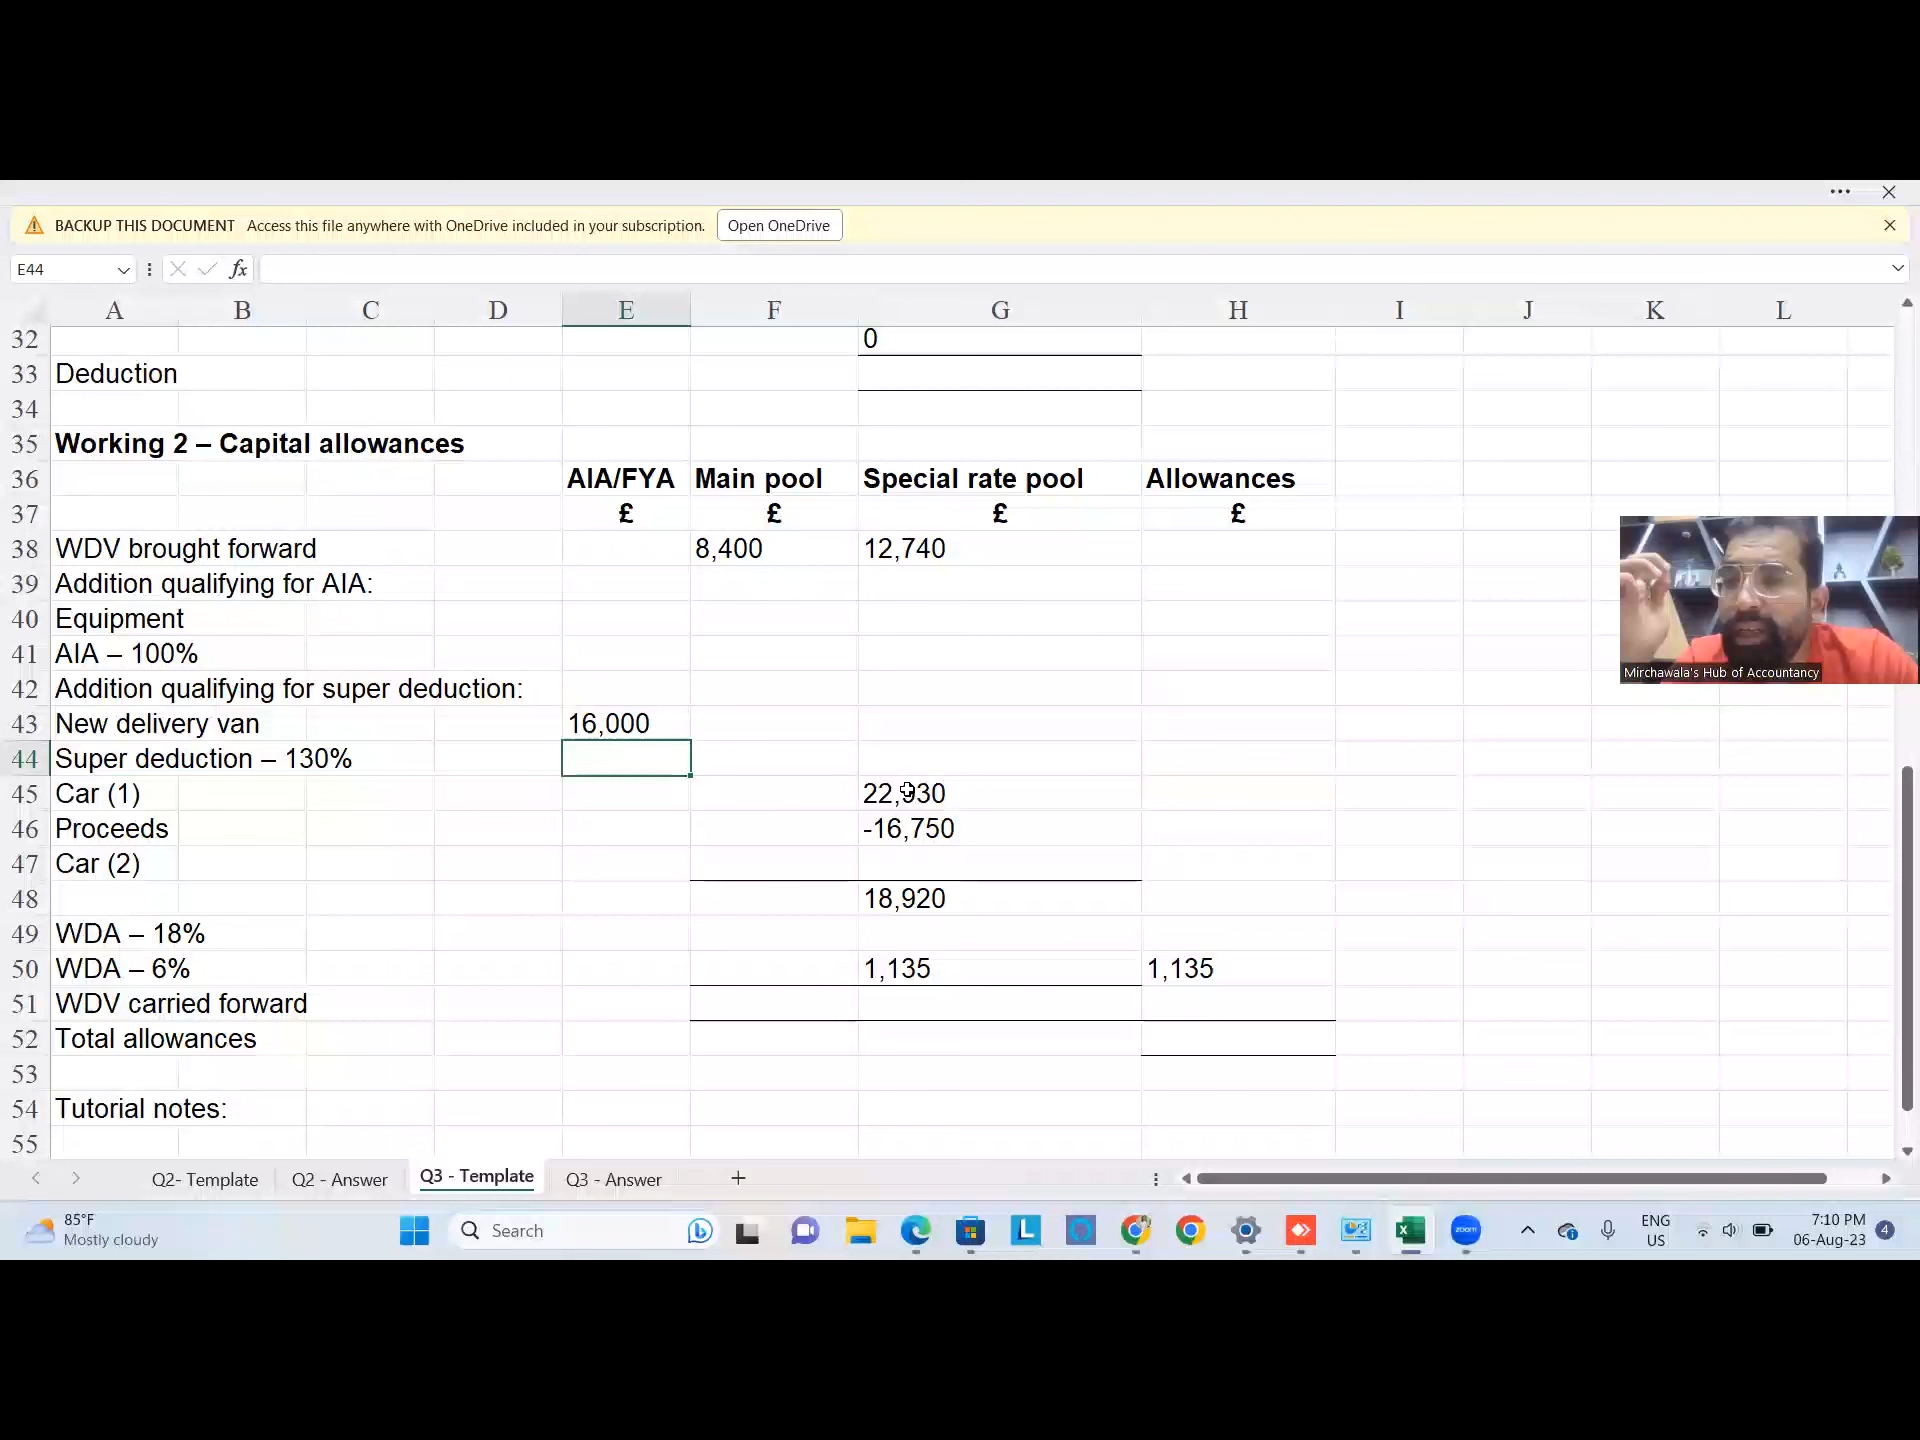 BACKUP THIS DOCUMENT Access this file anywhere with OneDrive included in your subscription. Open OneDrive
E44 fx
A B C D E F G H I J K L
32 0
33 Deduction
34
35 Working 2 – Capital allowances
36 AIA/FYA Main pool Special rate pool Allowances
37 £ £ £ £
38 WDV brought forward 8,400 12,740
39 Addition qualifying for AIA:
40 Equipment
41 AIA – 100%
42 Addition qualifying for super deduction:
43 New delivery van 16,000
44 Super deduction – 130%
45 Car (1) 22,930
46 Proceeds -16,750
47 Car (2)
48 18,920
49 WDA – 18%
50 WDA – 6% 1,135 1,135
51 WDV carried forward
52 Total allowances
53
54 Tutorial notes:
55
Mirchawala's Hub of Accountancy
Q2- Template Q2 - Answer Q3 - Template Q3 - Answer
85°F
Mostly cloudy
Search
L
zoom
ENG
US
7:10 PM
06-Aug-23
4